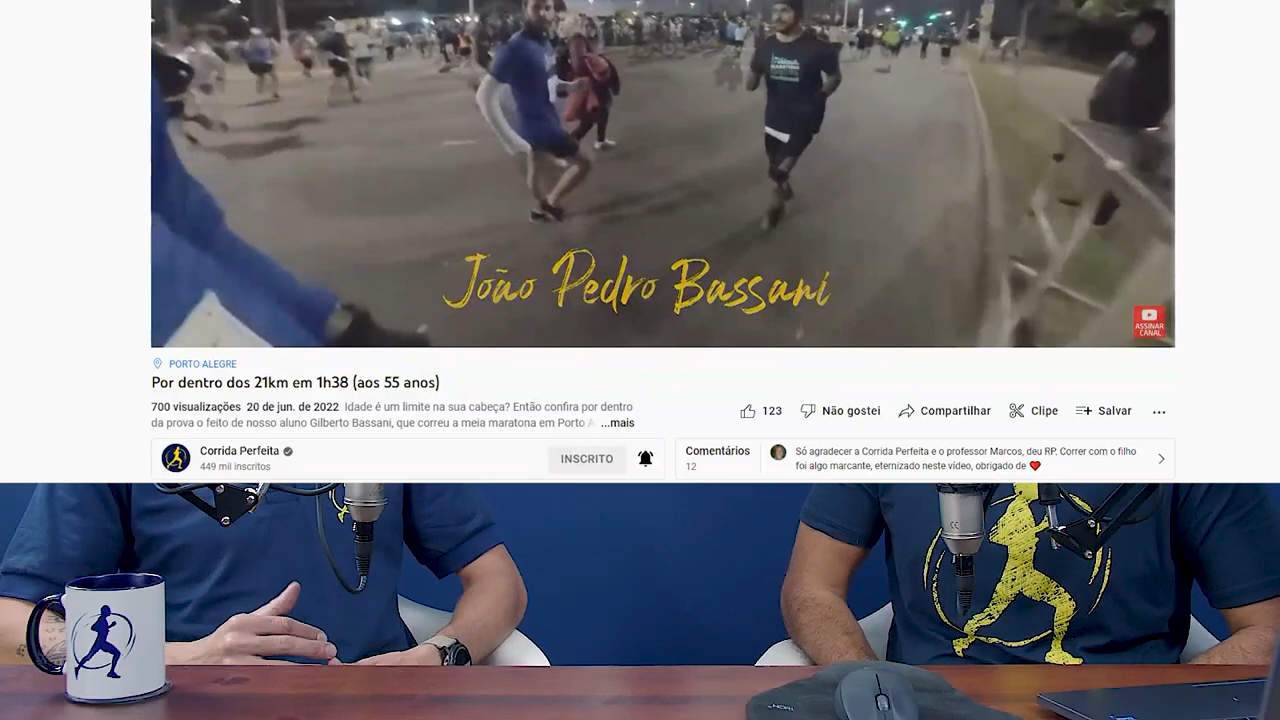 João Pedro Bassani
ASSINAR
CANAL
PORTO ALEGRE
Por dentro dos 21km em 1h38 (aos 55 anos)
700 visualizações 20 de jun. de 2022 Idade é um limite na sua cabeça? Então confira por dentro
da prova o feito de nosso aluno Gilberto Bassani, que correu a meia maratona em Porto A ...mais
123 Não gostei Compartilhar Clipe Salvar ...
Corrida Perfeita
449 mil inscritos
INSCRITO
Comentários
12
Só agradecer a Corrida Perfeita e o professor Marcos, deu RP. Correr com o filho
foi algo marcante, eternizado neste vídeo, obrigado de ❤️